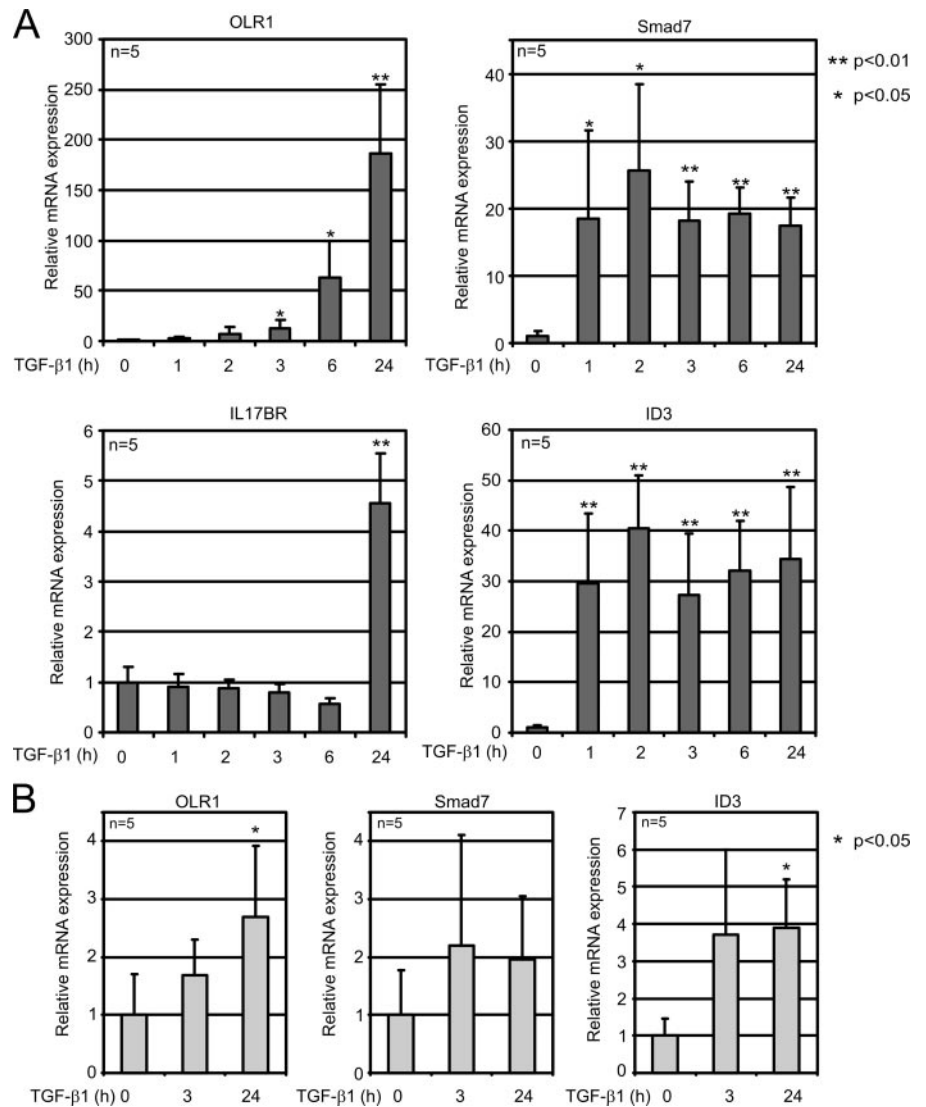 A
OLR1
n=5
Relative mRNA expression
300
250
200
150
100
50
0
*
*
**
TGF-β1 (h) 0 1 2 3 6 24
Smad7
n=5
Relative mRNA expression
40
30
20
10
0
*
*
**
**
**
TGF-β1 (h) 0 1 2 3 6 24
** p<0.01
* p<0.05
IL17BR
n=5
Relative mRNA expression
6
5
4
3
2
1
0
**
TGF-β1 (h) 0 1 2 3 6 24
ID3
n=5
Relative mRNA expression
60
50
40
30
20
10
0
**
**
**
**
**
TGF-β1 (h) 0 1 2 3 6 24
B
OLR1
n=5
Relative mRNA expression
4
3
2
1
0
*
TGF-β1 (h) 0 3 24
Smad7
n=5
Relative mRNA expression
4
3
2
1
0
TGF-β1 (h) 0 3 24
ID3
n=5
Relative mRNA expression
7
6
5
4
3
2
1
0
*
TGF-β1 (h) 0 3 24
* p<0.05